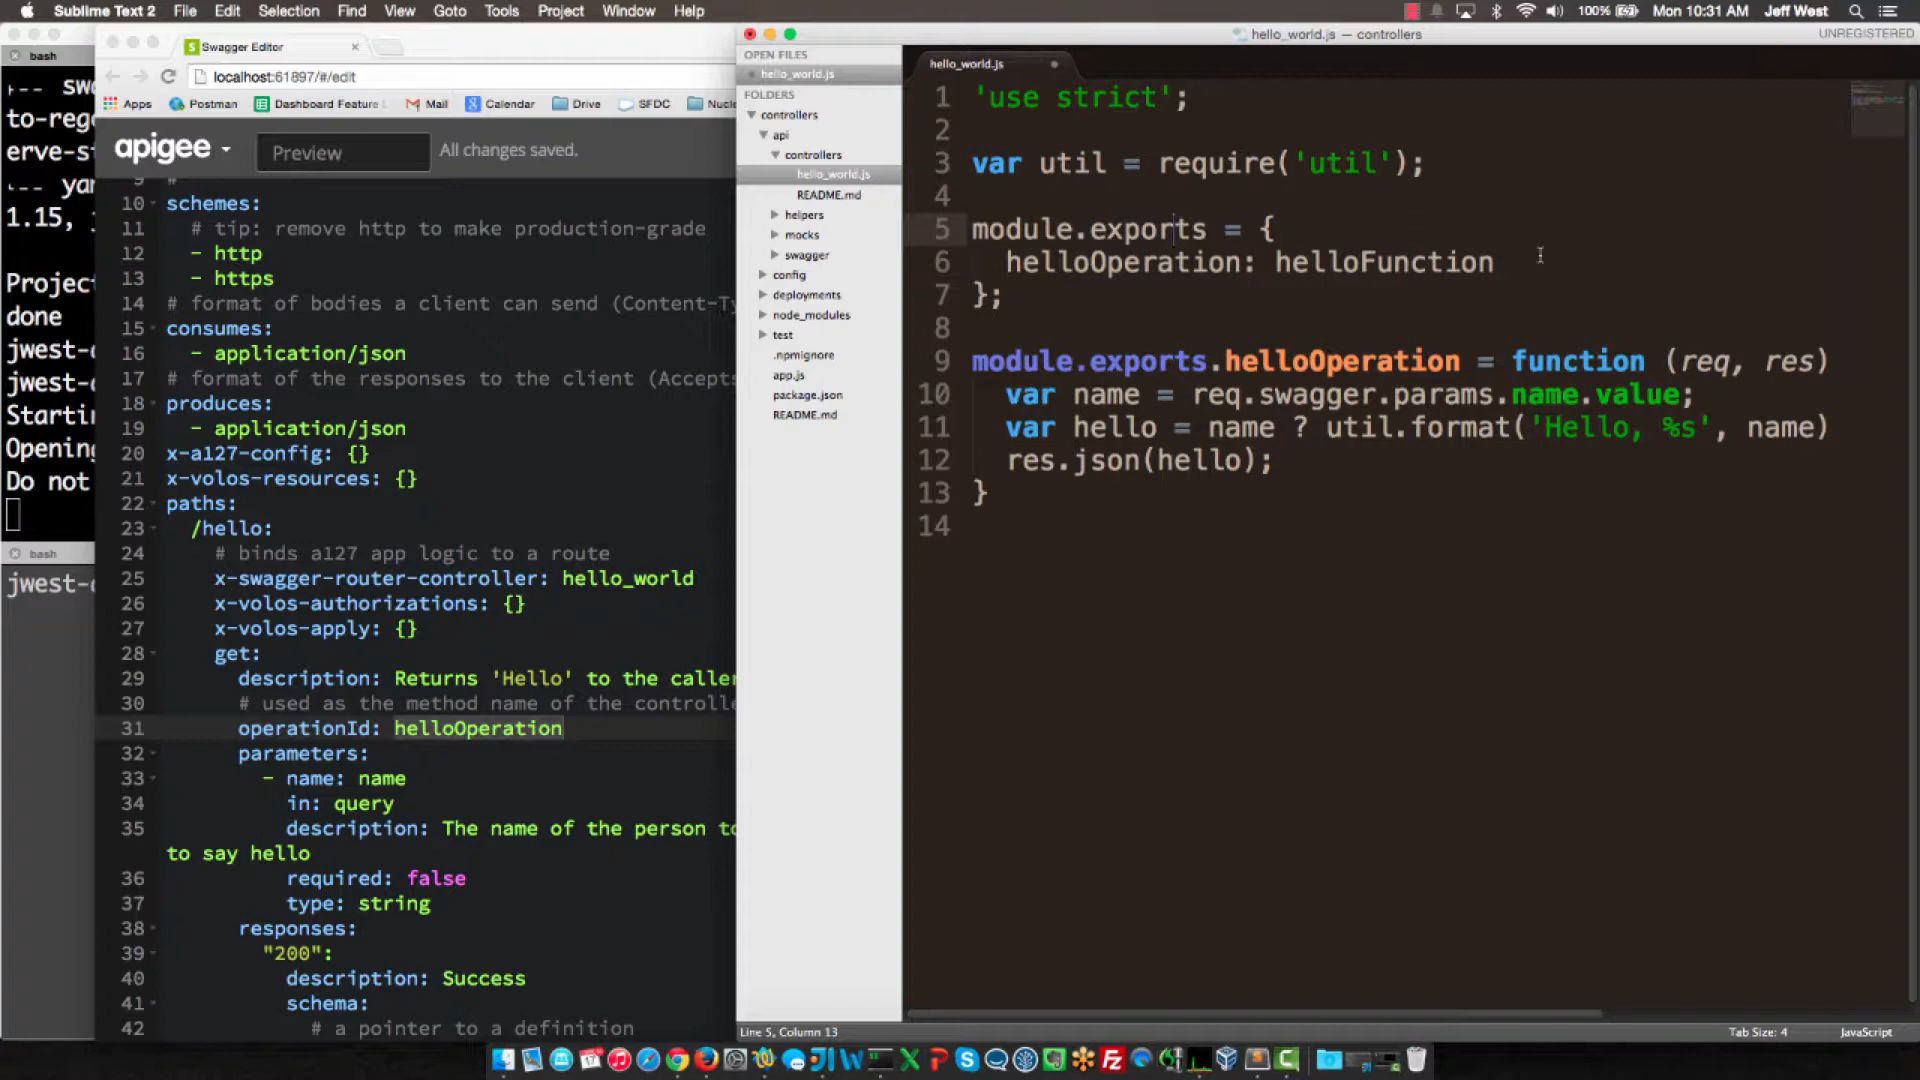 Sublime Text 2 File Edit Selection Find View Goto Tools Project Window Help 100% Mon 10:31 AM Jeff West
bash
to-reg
erve-s
yar
1.15,
Project
done
jwest-
jwest-
Startin
Opening
Do not
bash
jwest-
Swagger Editor
localhost:61897/#/edit
Apps Postman Dashboard Feature Mail Calendar Drive SFDC
apigee Preview All changes saved.
9 #
10 schemes:
11 # tip: remove http to make production-grade
12 - http
13 - https
14 # format of bodies a client can send (Content-Ty
15 consumes:
16 - application/json
17 # format of the responses to the client (Accepts
18 produces:
19 - application/json
20 x-a127-config: {}
21 x-volos-resources: {}
22 paths:
23 /hello:
24 # binds a127 app logic to a route
25 x-swagger-router-controller: hello_world
26 x-volos-authorizations: {}
27 x-volos-apply: {}
28 get:
29 description: Returns 'Hello' to the caller
30 # used as the method name of the controlle
31 operationId: helloOperation
32 parameters:
33 - name: name
34 in: query
35 description: The name of the person to
to say hello
36 required: false
37 type: string
38 responses:
39 "200":
40 description: Success
41 schema:
42 # a pointer to a definition
hello_world.js — controllers UNREGISTERED
OPEN FILES
hello_world.js
FOLDERS
controllers
api
controllers
hello_world.js
README.md
helpers
mocks
swagger
config
deployments
node_modules
test
.npmignore
app.js
package.json
README.md
hello_world.js
1 'use strict';
2
3 var util = require('util');
4
5 module.exports = {
6 helloOperation: helloFunction
7 };
8
9 module.exports.helloOperation = function (req, res)
10 var name = req.swagger.params.name.value;
11 var hello = name ? util.format('Hello, %s', name)
12 res.json(hello);
13 }
14
Line 5, Column 13 Tab Size: 4 JavaScript